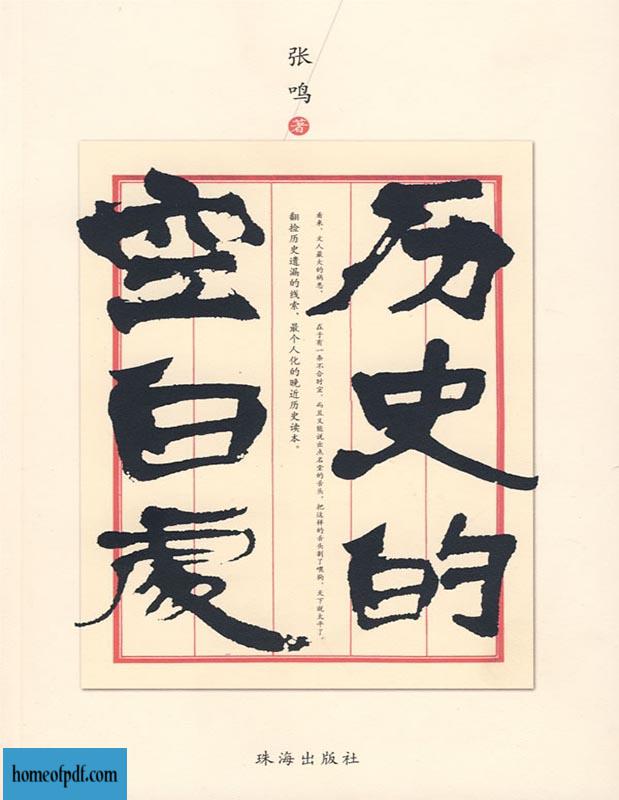 张鸣
著
历史的
空白處
看来,文人最大的祸患,在于有一条不合时宜,而且又能说出点名堂的舌头,把这样的舌头割了喂狗,天下就太平了。
翻捡历史遗漏的线索、最个人化的晚近历史读本。
珠海出版社
homeofpdf.com